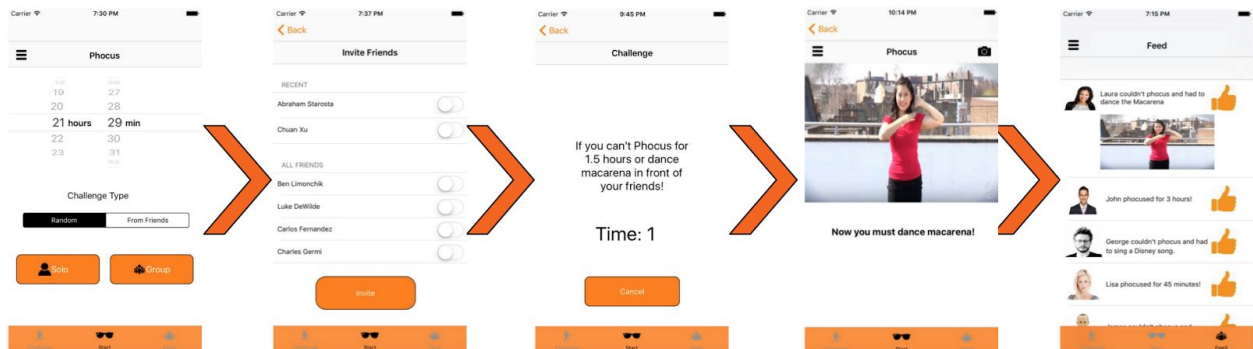 Carrier 7:30 PM
Phocus
19 27
20 28
21 hours 29 min
22 30
23 31
Challenge Type
Random From Friends
Solo Group
Start
Carrier 7:37 PM
Back
Invite Friends
RECENT
Abraham Starosta
Chuan Xu
ALL FRIENDS
Ben Limonchik
Luke DeWilde
Carlos Fernandez
Charles Germi
Invite
Start
Carrier 9:45 PM
Back
Challenge
If you can't Phocus for
1.5 hours or dance
macarena in front of
your friends!
Time: 1
Cancel
Start
Carrier 10:14 PM
Back
Phocus
Now you must dance macarena!
Carrier 7:15 PM
Feed
Laura couldn't phocus and had to
dance the Macarena
John phocused for 3 hours!
George couldn't phocus and had
to sing a Disney song.
Lisa phocused for 45 minutes!
Feed